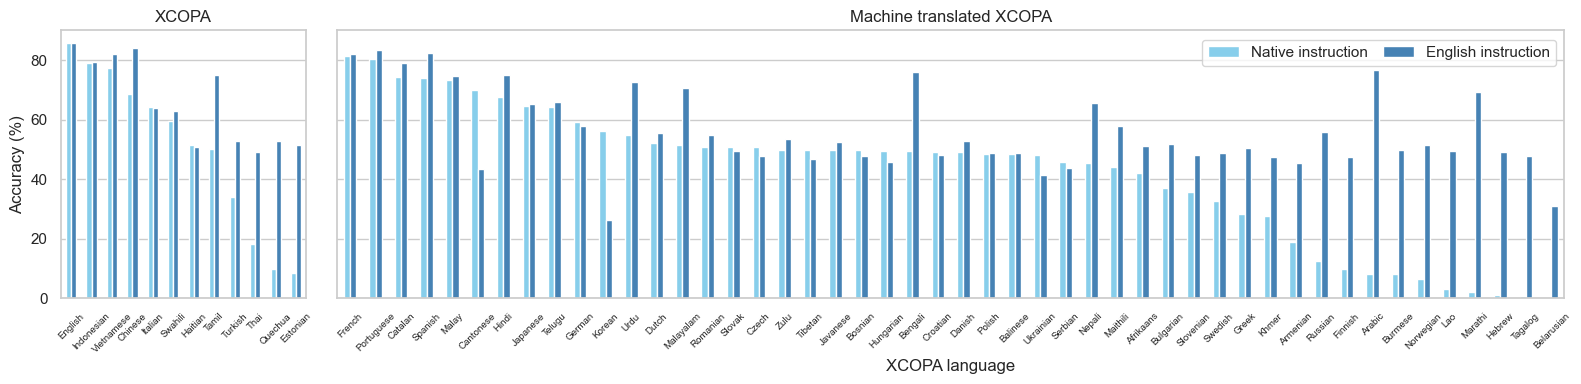 XCOPA
Machine translated XCOPA
Native instruction
English instruction
Accuracy (%)
80
60
40
20
0
English
Indonesian
Vietnamese
Chinese
Italian
Swahili
Haitian
Tamil
Turkish
Thai
Quechua
Estonian
French
Portuguese
Catalan
Spanish
Malay
Cantonese
Hindi
Japanese
Telugu
German
Korean
Urdu
Dutch
Malayalam
Romanian
Slovak
Czech
Zulu
Tibetan
Javanese
Bosnian
Hungarian
Bengali
Croatian
Danish
Polish
Balinese
Ukrainian
Serbian
Nepali
Maithili
Afrikaans
Bulgarian
Slovenian
Swedish
Greek
Khmer
Armenian
Russian
Finnish
Arabic
Burmese
Norwegian
Lao
Marathi
Hebrew
Tagalog
Belarusian
XCOPA language